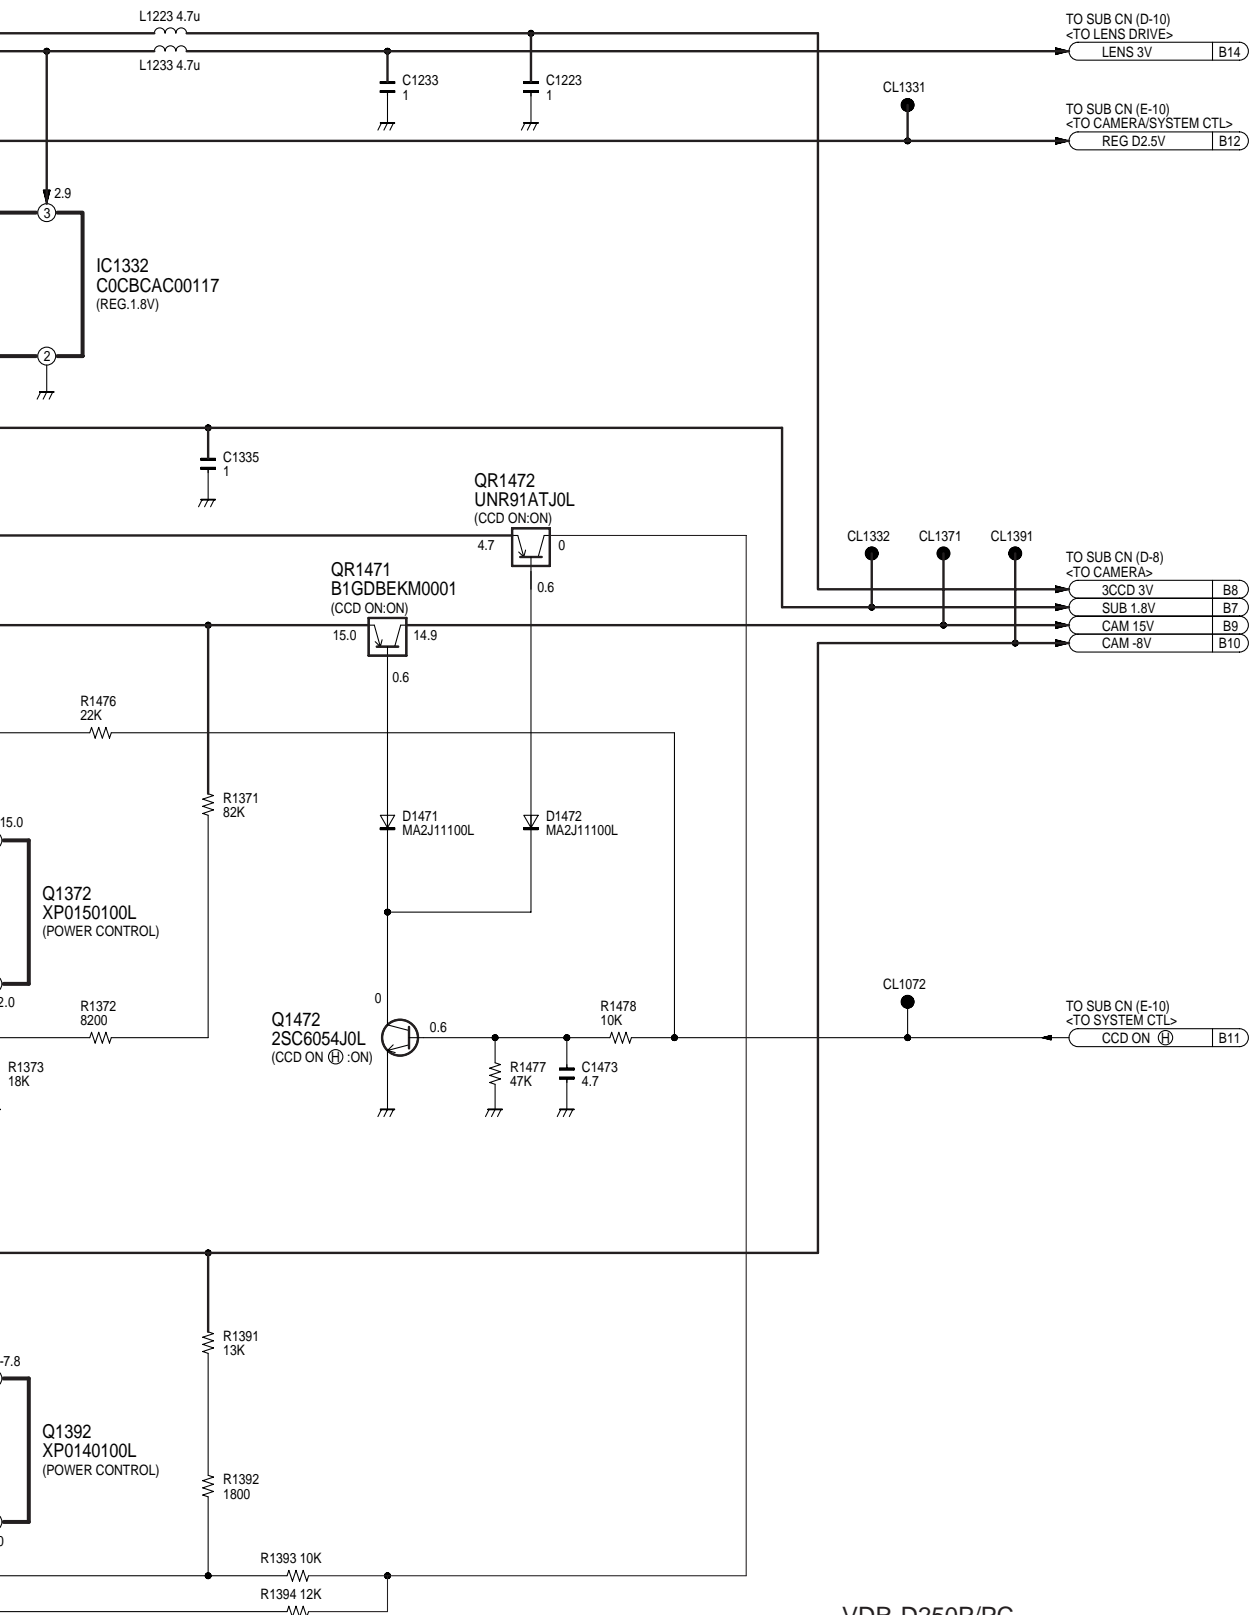 L1223 4.7u
TO SUB CN (D-10)
<TO LENS DRIVE>
LENS 3V B14
L1233 4.7u
C1233
1
C1223
1
CL1331
TO SUB CN (E-10)
<TO CAMERA/SYSTEM CTL>
REG D2.5V B12
2.9
3
IC1332
C0CBCAC00117
(REG.1.8V)
2
C1335
1
QR1472
UNR91ATJ0L
(CCD ON:ON)
4.7 0
0.6
QR1471
B1GDBEKM0001
(CCD ON:ON)
15.0 14.9
0.6
CL1332 CL1371 CL1391
TO SUB CN (D-8)
<TO CAMERA>
3CCD 3V B8
SUB 1.8V B7
CAM 15V B9
CAM -8V B10
R1476
22K
R1371
82K
D1471
MA2J11100L
D1472
MA2J11100L
15.0
Q1372
XP0150100L
(POWER CONTROL)
2.0
R1372
8200
R1373
18K
0
Q1472
2SC6054J0L
(CCD ON Ⓗ :ON)
0.6
R1478
10K
R1477
47K
C1473
4.7
CL1072
TO SUB CN (E-10)
<TO SYSTEM CTL>
CCD ON Ⓗ B11
R1391
13K
-7.8
Q1392
XP0140100L
(POWER CONTROL)
R1392
1800
0
R1393 10K
R1394 12K